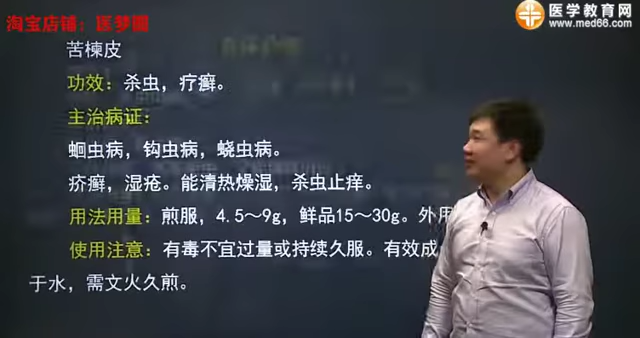 淘宝店铺：医梦圈
医学教育网
www.med66.com
苦楝皮
功效：杀虫，疗癣。
主治病证：
蛔虫病，钩虫病，蛲虫病。
疥癣，湿疮。能清热燥湿，杀虫止痒。
用法用量：煎服，4.5～9g，鲜品15～30g。外用
使用注意：有毒不宜过量或持续久服。有效成
于水，需文火久煎。